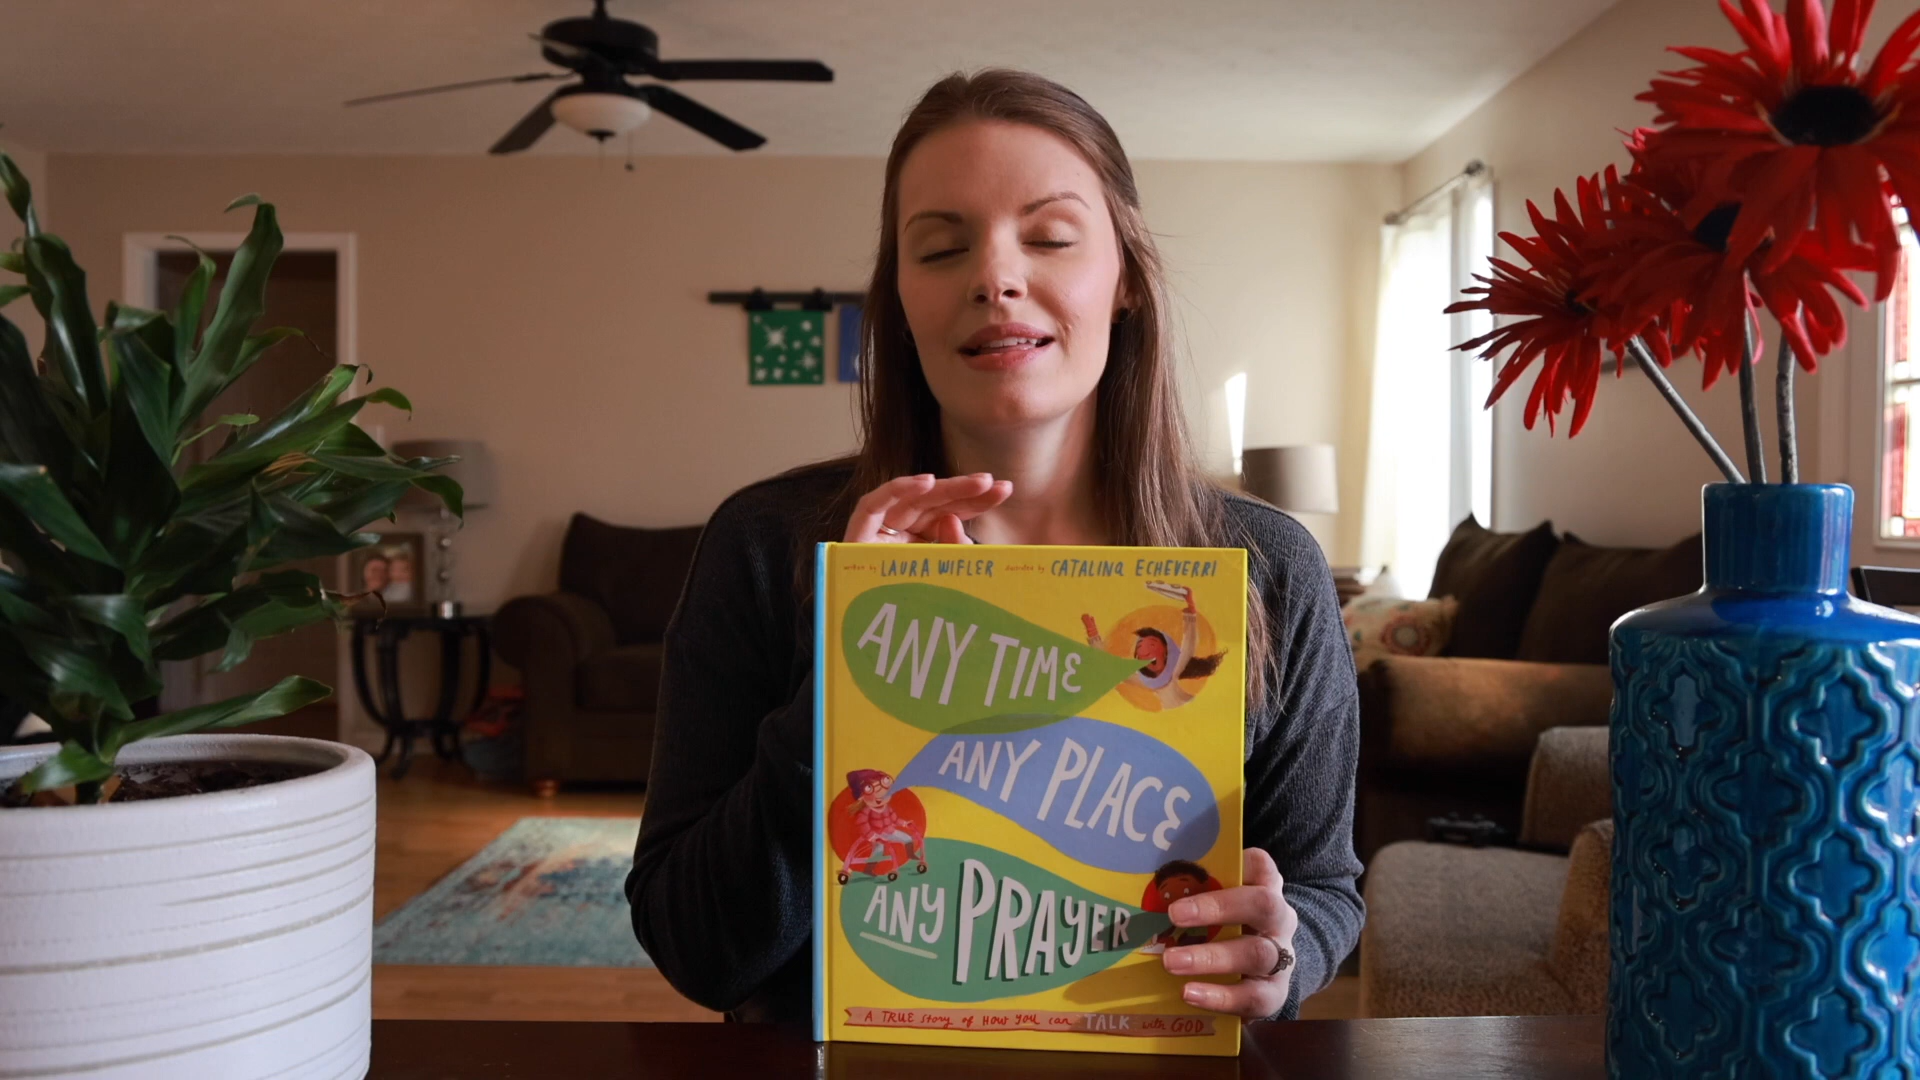 written by LAURA WIFLER illustrated by CATALINA ECHEVERRI
ANY TIME
ANY PLACE
ANY PRAYER
A TRUE story of HOW YOU can TALK with GOD